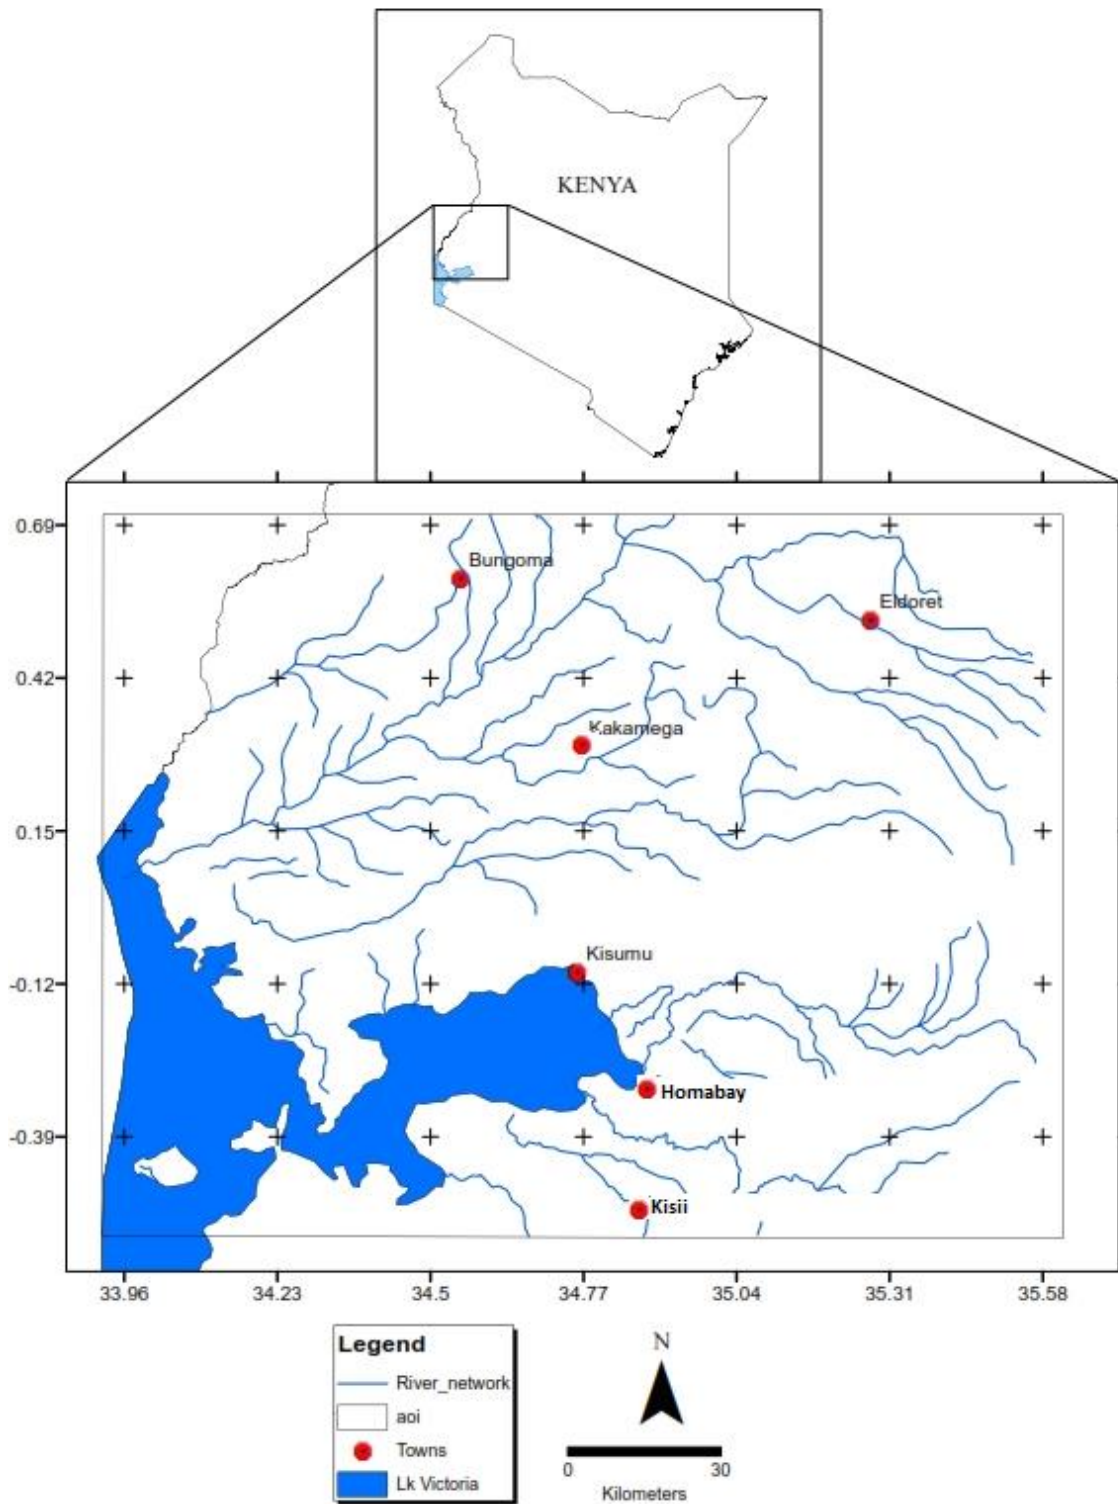 KENYA
0.69
Bungoma
Eldoret
0.42
Kakamega
0.15
Kisumu
-0.12
Homabay
-0.39
Kisii
33.96 34.23 34.5 34.77 35.04 35.31 35.58
Legend
River_network
aoi
Towns
Lk Victoria
N
0 30
Kilometers